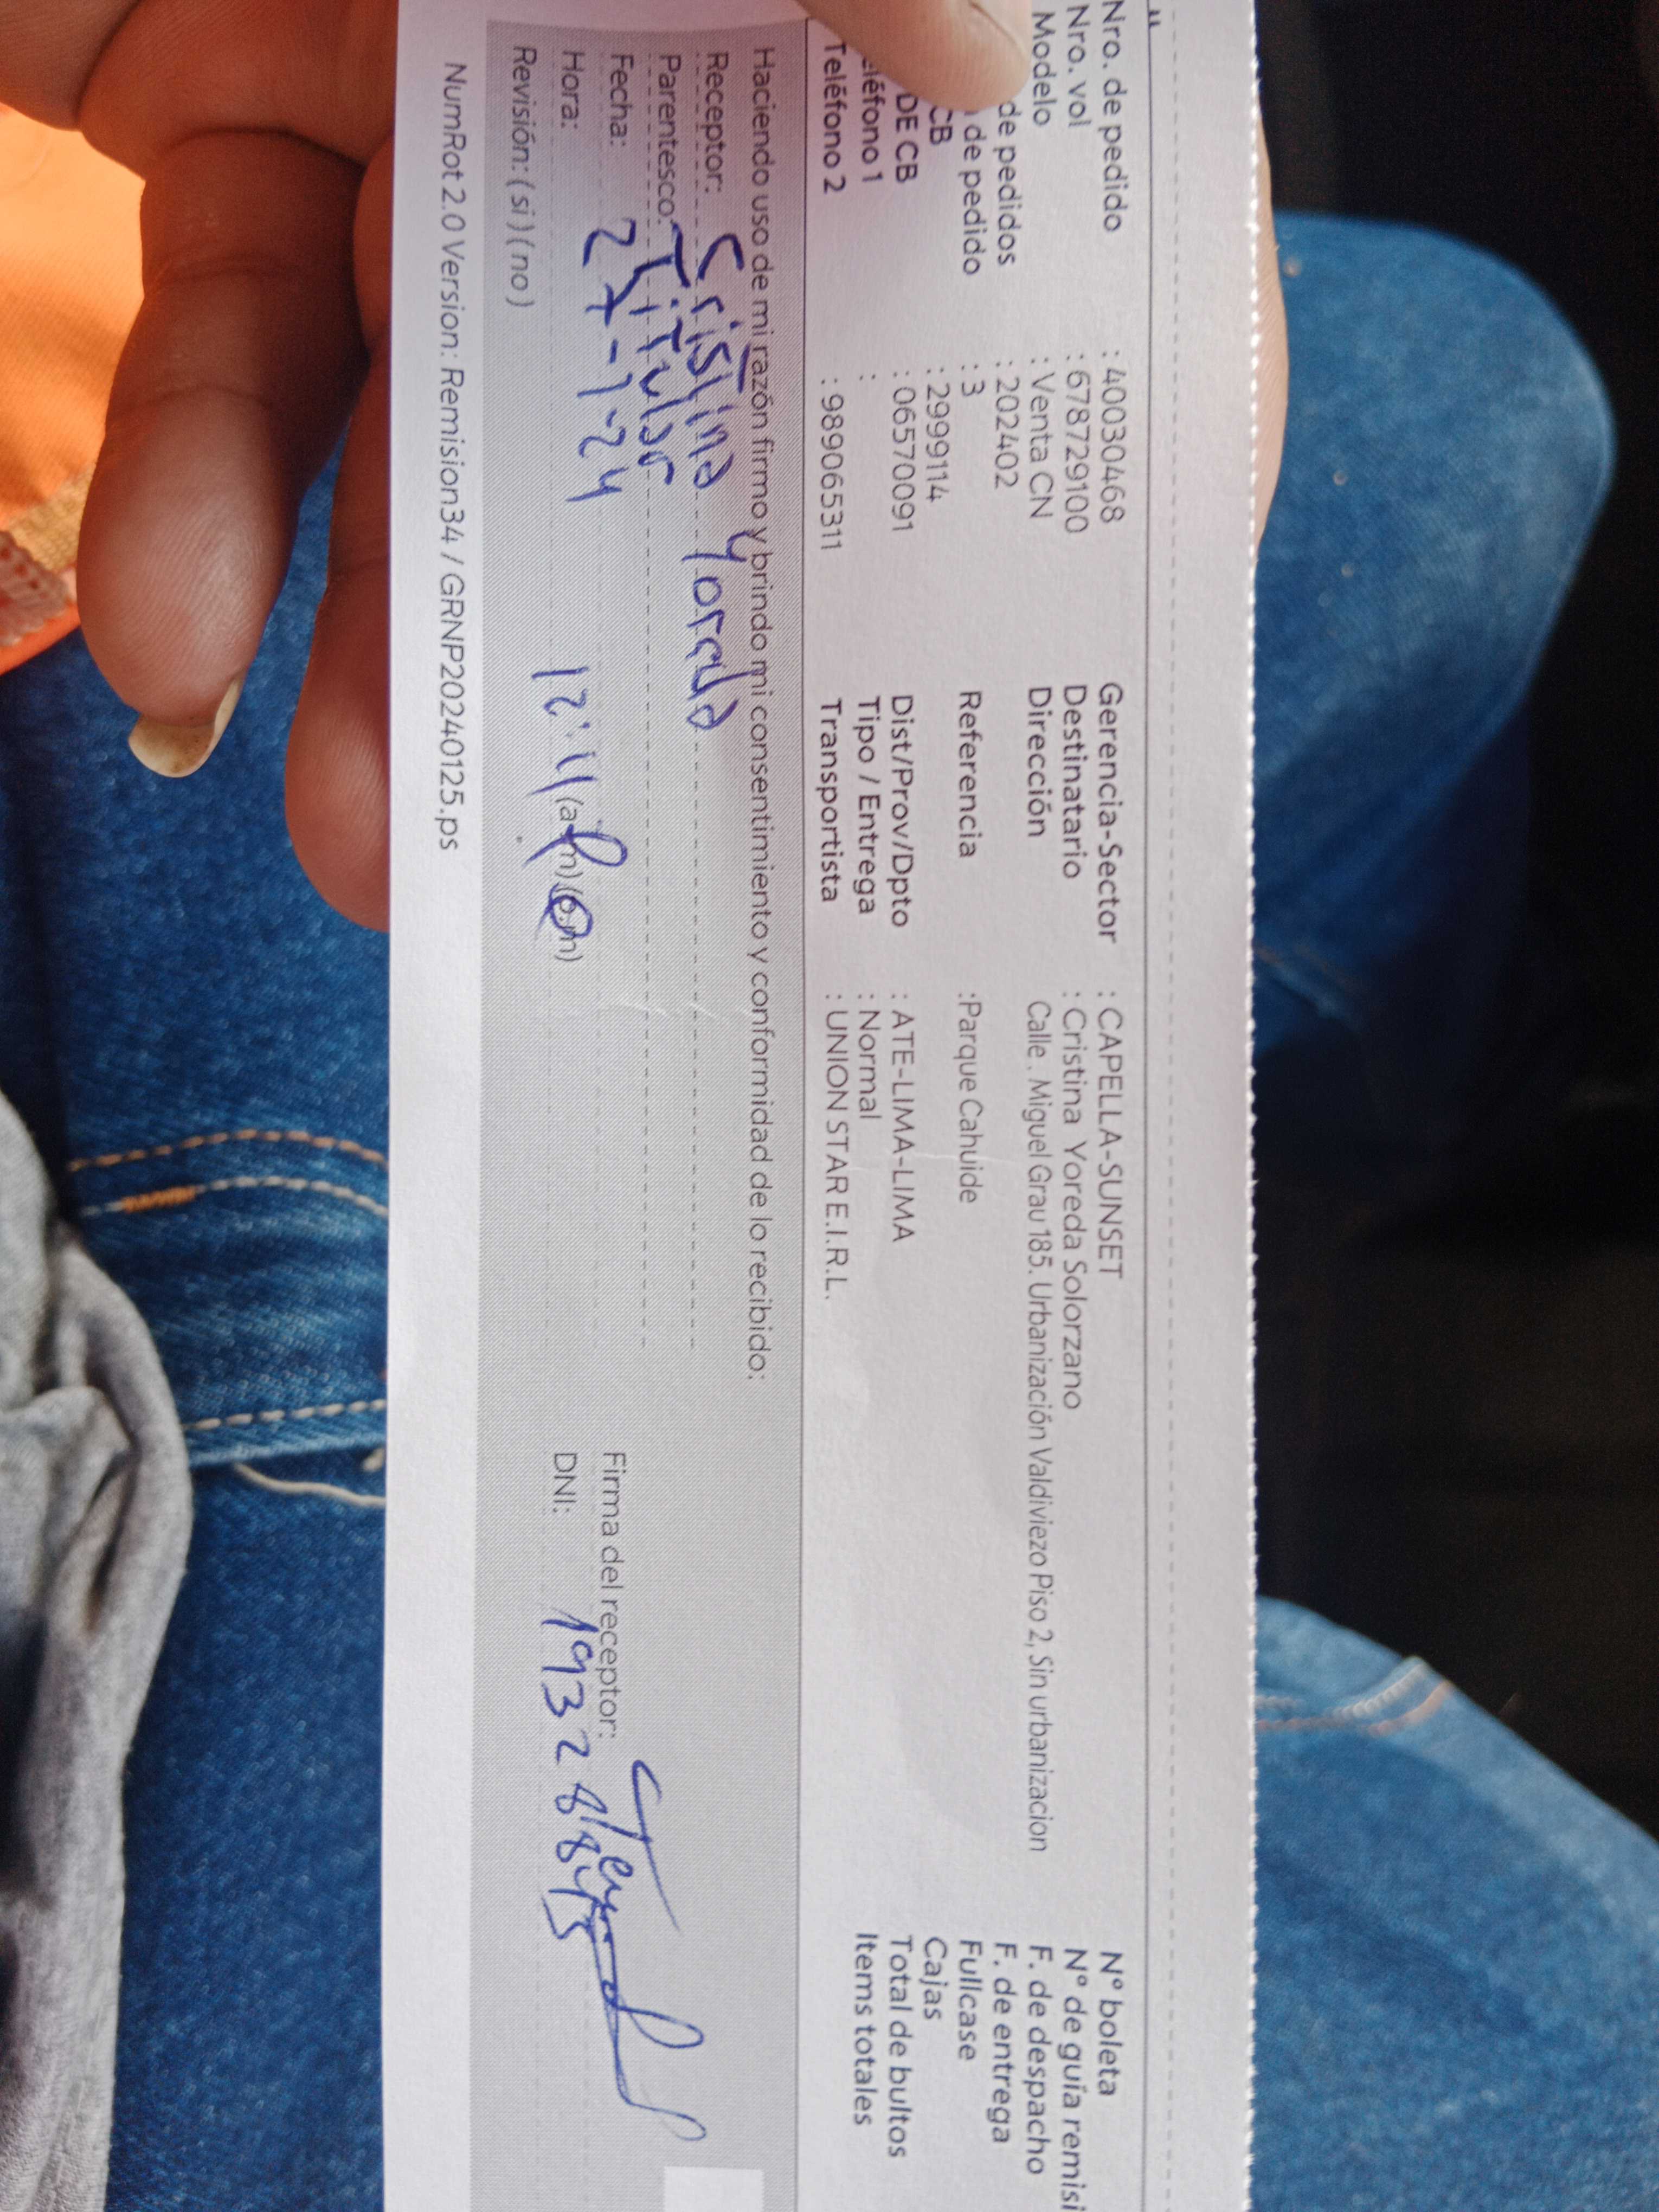 Nro. de pedido : 40030468 Gerencia-Sector : CAPELLA-SUNSET N° boleta
Nro. vol : 678729100 Destinatario : Cristina Yoreda Solorzano N° de guía remisi
Modelo : Venta CN Dirección Calle . Miguel Grau 185. Urbanización Valdiviezo Piso 2, Sin urbanizacion F. de despacho
de pedidos : 202402 F. de entrega
de pedido : 3 Referencia :Parque Cahuide Fullcase
CB : 2999114 Cajas
DE CB : 06570091 Dist/Prov/Dpto : ATE-LIMA-LIMA Total de bultos
eléfono 1 : Tipo / Entrega : Normal Items totales
Teléfono 2 : 989065311 Transportista : UNION STAR E.I.R.L.
Haciendo uso de mi razón firmo y brindo mi consentimiento y conformidad de lo recibido:
Receptor: Cristina Yoreda
Parentesco: Titular
Fecha: 27-1-24 Firma del receptor:
Hora: 12:4 (a.m) (p.m) DNI:
Revisión: ( si ) ( no )
NumRot 2.0 Version: Remision34 / GRNP20240125.ps